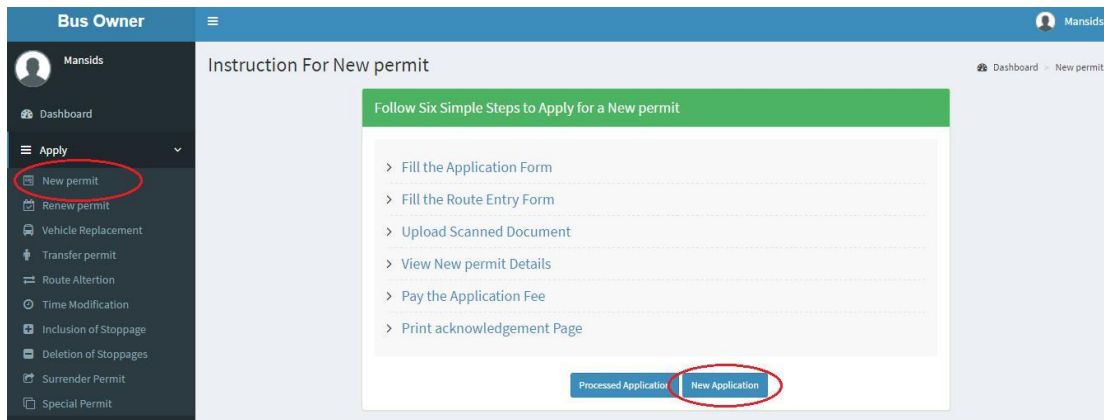 Bus Owner
Mansids
Mansids
Instruction For New permit
Dashboard > New permit
Dashboard
Apply
New permit
Renew permit
Vehicle Replacement
Transfer permit
Route Altertion
Time Modification
Inclusion of Stoppage
Deletion of Stoppages
Surrender Permit
Special Permit
Follow Six Simple Steps to Apply for a New permit
> Fill the Application Form
> Fill the Route Entry Form
> Upload Scanned Document
> View New permit Details
> Pay the Application Fee
> Print acknowledgement Page
Processed Application New Application